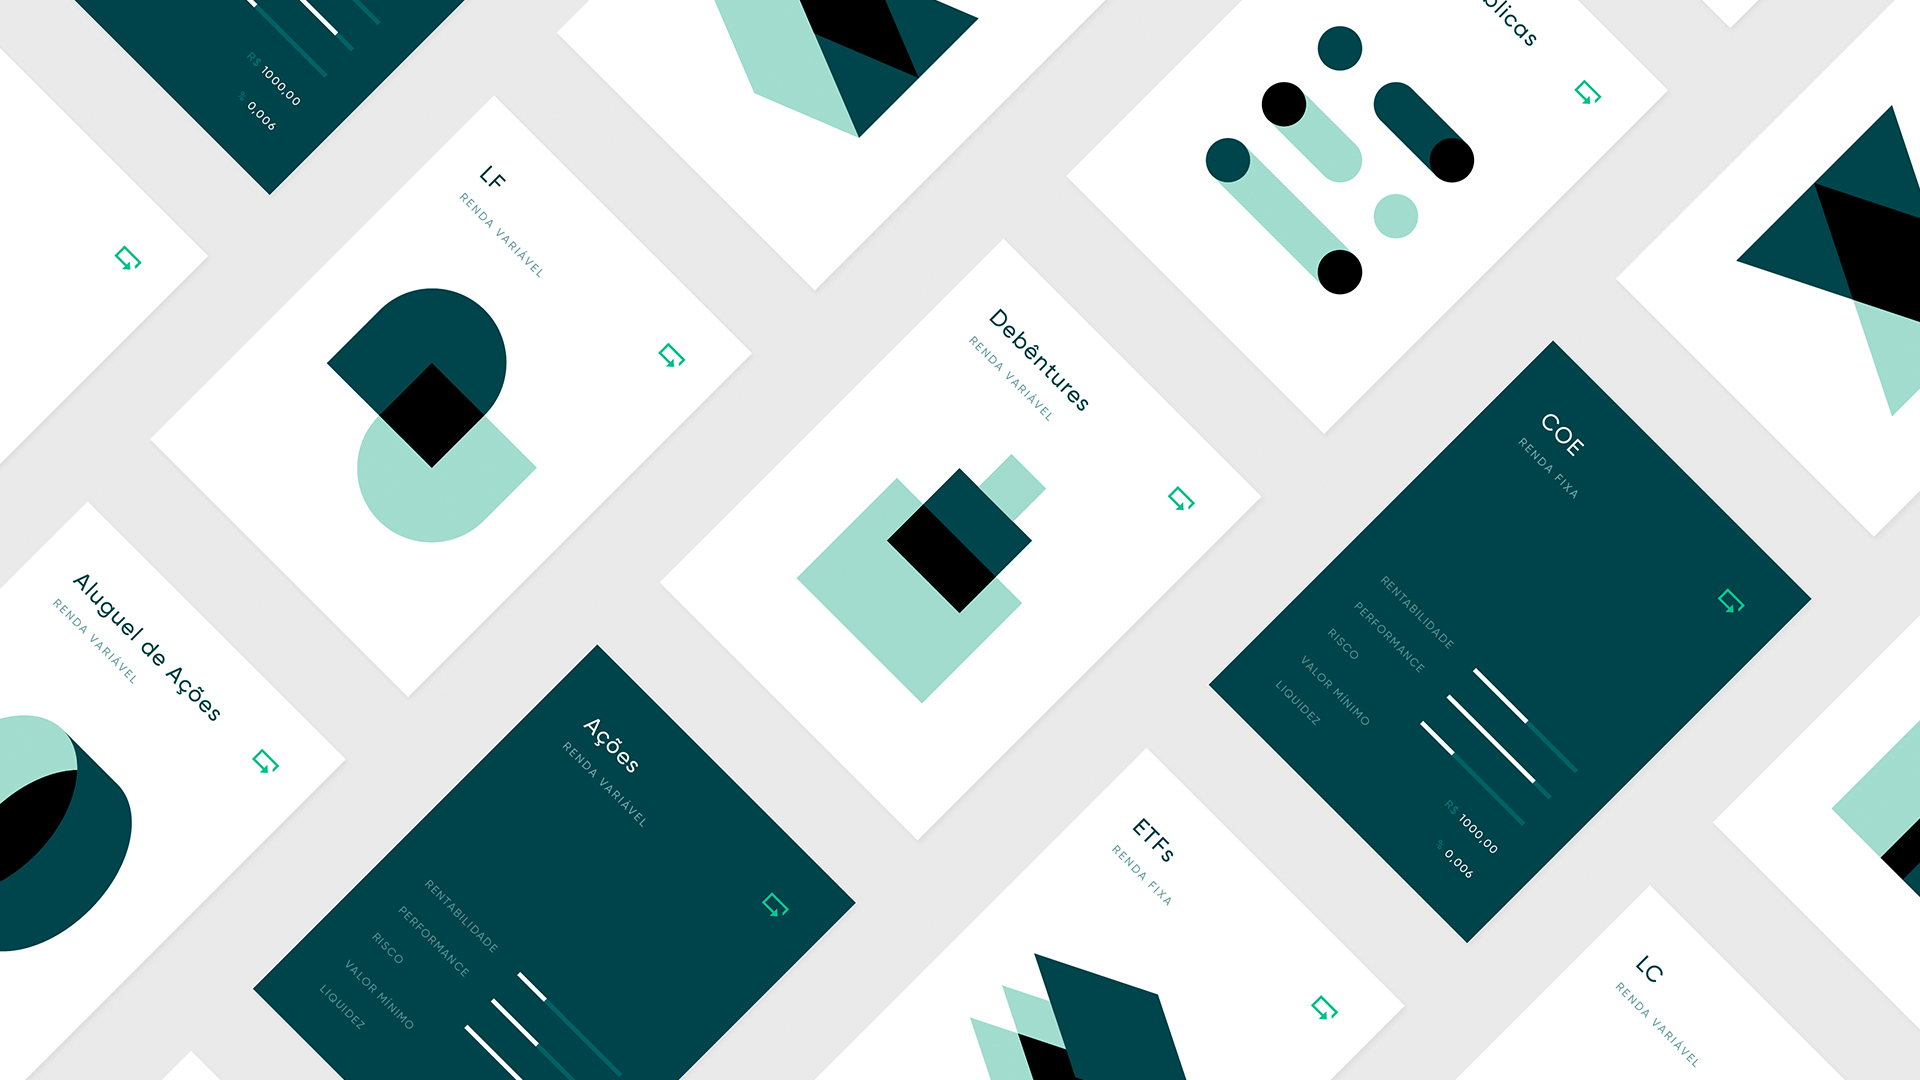 R$ 1000,00
% 0,006
LF
RENDA VARIÁVEL
Debêntures
RENDA VARIÁVEL
COE
RENDA FIXA
RENTABILIDADE
PERFORMANCE
RISCO
VALOR MÍNIMO
R$ 1000,00
LIQUIDEZ
% 0,006
Aluguel de Ações
RENDA VARIÁVEL
Ações
RENDA VARIÁVEL
RENTABILIDADE
PERFORMANCE
RISCO
VALOR MÍNIMO
LIQUIDEZ
ETFs
RENDA FIXA
LC
RENDA VARIÁVEL